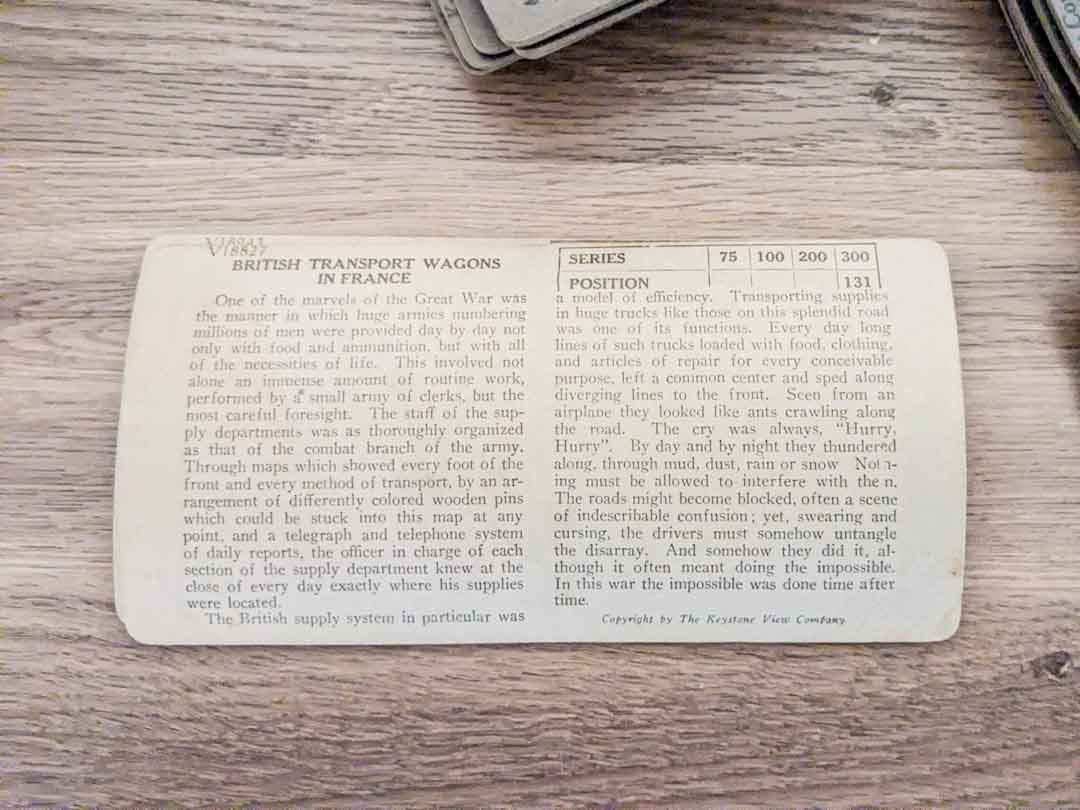 V18827
BRITISH TRANSPORT WAGONS
IN FRANCE
One of the marvels of the Great War was
the manner in which huge armies numbering
millions of men were provided day by day not
only with food and ammunition, but with all
of the necessities of life. This involved not
alone an immense amount of routine work,
performed by a small army of clerks, but the
most careful foresight. The staff of the sup-
ply departments was as thoroughly organized
as that of the combat branch of the army.
Through maps which showed every foot of the
front and every method of transport, by an ar-
rangement of differently colored wooden pins
which could be stuck into this map at any
point, and a telegraph and telephone system
of daily reports, the officer in charge of each
section of the supply department knew at the
close of every day exactly where his supplies
were located.
The British supply system in particular was
SERIES 75 100 200 300
POSITION 131
a model of efficiency. Transporting supplies
in huge trucks like those on this splendid road
was one of its functions. Every day long
lines of such trucks loaded with food, clothing,
and articles of repair for every conceivable
purpose, left a common center and sped along
diverging lines to the front. Seen from an
airplane they looked like ants crawling along
the road. The cry was always, "Hurry,
Hurry". By day and by night they thundered
along, through mud, dust, rain or snow Noth-
ing must be allowed to interfere with them.
The roads might become blocked, often a scene
of indescribable confusion; yet, swearing and
cursing, the drivers must somehow untangle
the disarray. And somehow they did it, al-
though it often meant doing the impossible.
In this war the impossible was done time after
time.
Copyright by The Keystone View Company